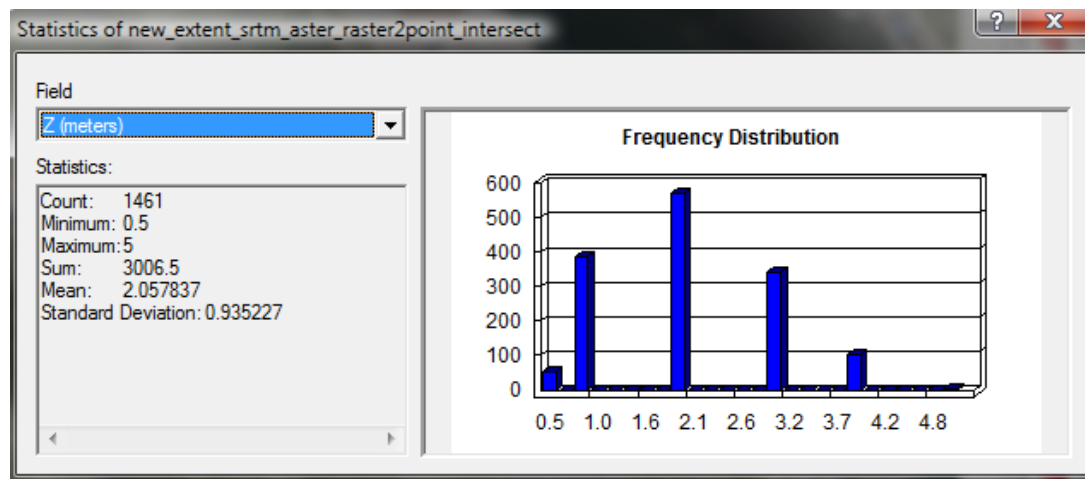 Statistics of new_extent_srtm_aster_raster2point_intersect
?
X
Field
Z (meters)
Statistics:
Count: 1461
Minimum: 0.5
Maximum: 5
Sum: 3006.5
Mean: 2.057837
Standard Deviation: 0.935227
Frequency Distribution
600
500
400
300
200
100
0
0.5 1.0 1.6 2.1 2.6 3.2 3.7 4.2 4.8